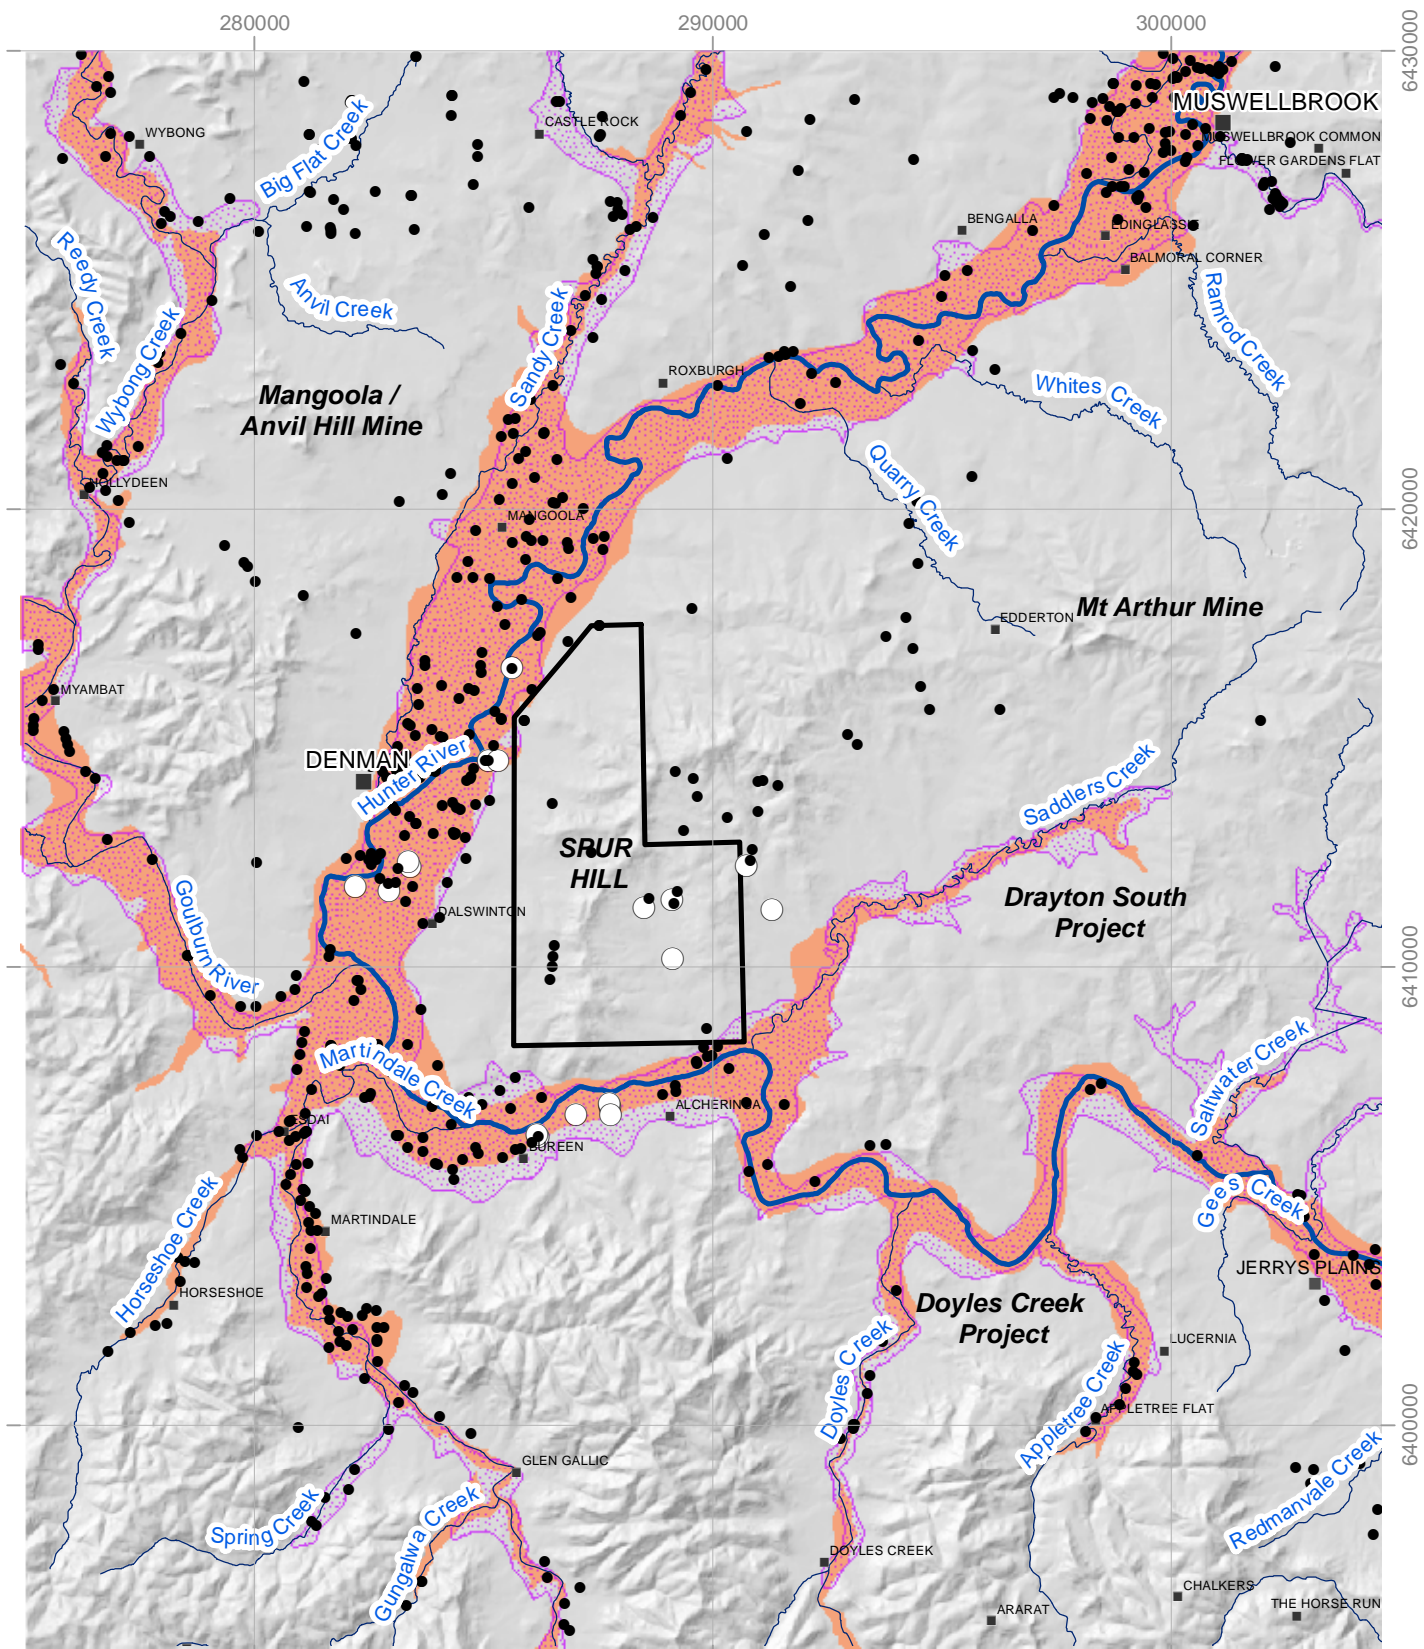 280000
290000
300000
6430000
MUSWELLBROOK
WYBONG
CASTLE ROCK
MUSWELLBROOK COMMON
FLOWER GARDENS FLAT
Big Flat Creek
Reedy Creek
BENGALLA
EDINGLASSIE
BALMORAL CORNER
Anvil Creek
Ramrod Creek
Wybong Creek
Sandy Creek
ROXBURGH
Whites Creek
Mangoola /
Anvil Hill Mine
Quarry Creek
HOLLYDEEN
MANGOOLA
6420000
EDDERTON
Mt Arthur Mine
MYAMBAT
DENMAN
Hunter River
Saddlers Creek
SPUR
HILL
Drayton South
Project
Goulburn River
DALSWINTON
6410000
Martindale Creek
Saltwater Creek
ALCHERINGA
BUREEN
Gees Creek
Horseshoe Creek
MARTINDALE
JERRYS PLAINS
HORSESHOE
Doyles Creek
Project
Doyles Creek
LUCERNIA
Appletree Creek
APPLETREE FLAT
6400000
GLEN GALLIC
Redmanvale Creek
Spring Creek
Gungalwa Creek
DOYLES CREEK
CHALKERS
ARARAT
THE HORSE RUN